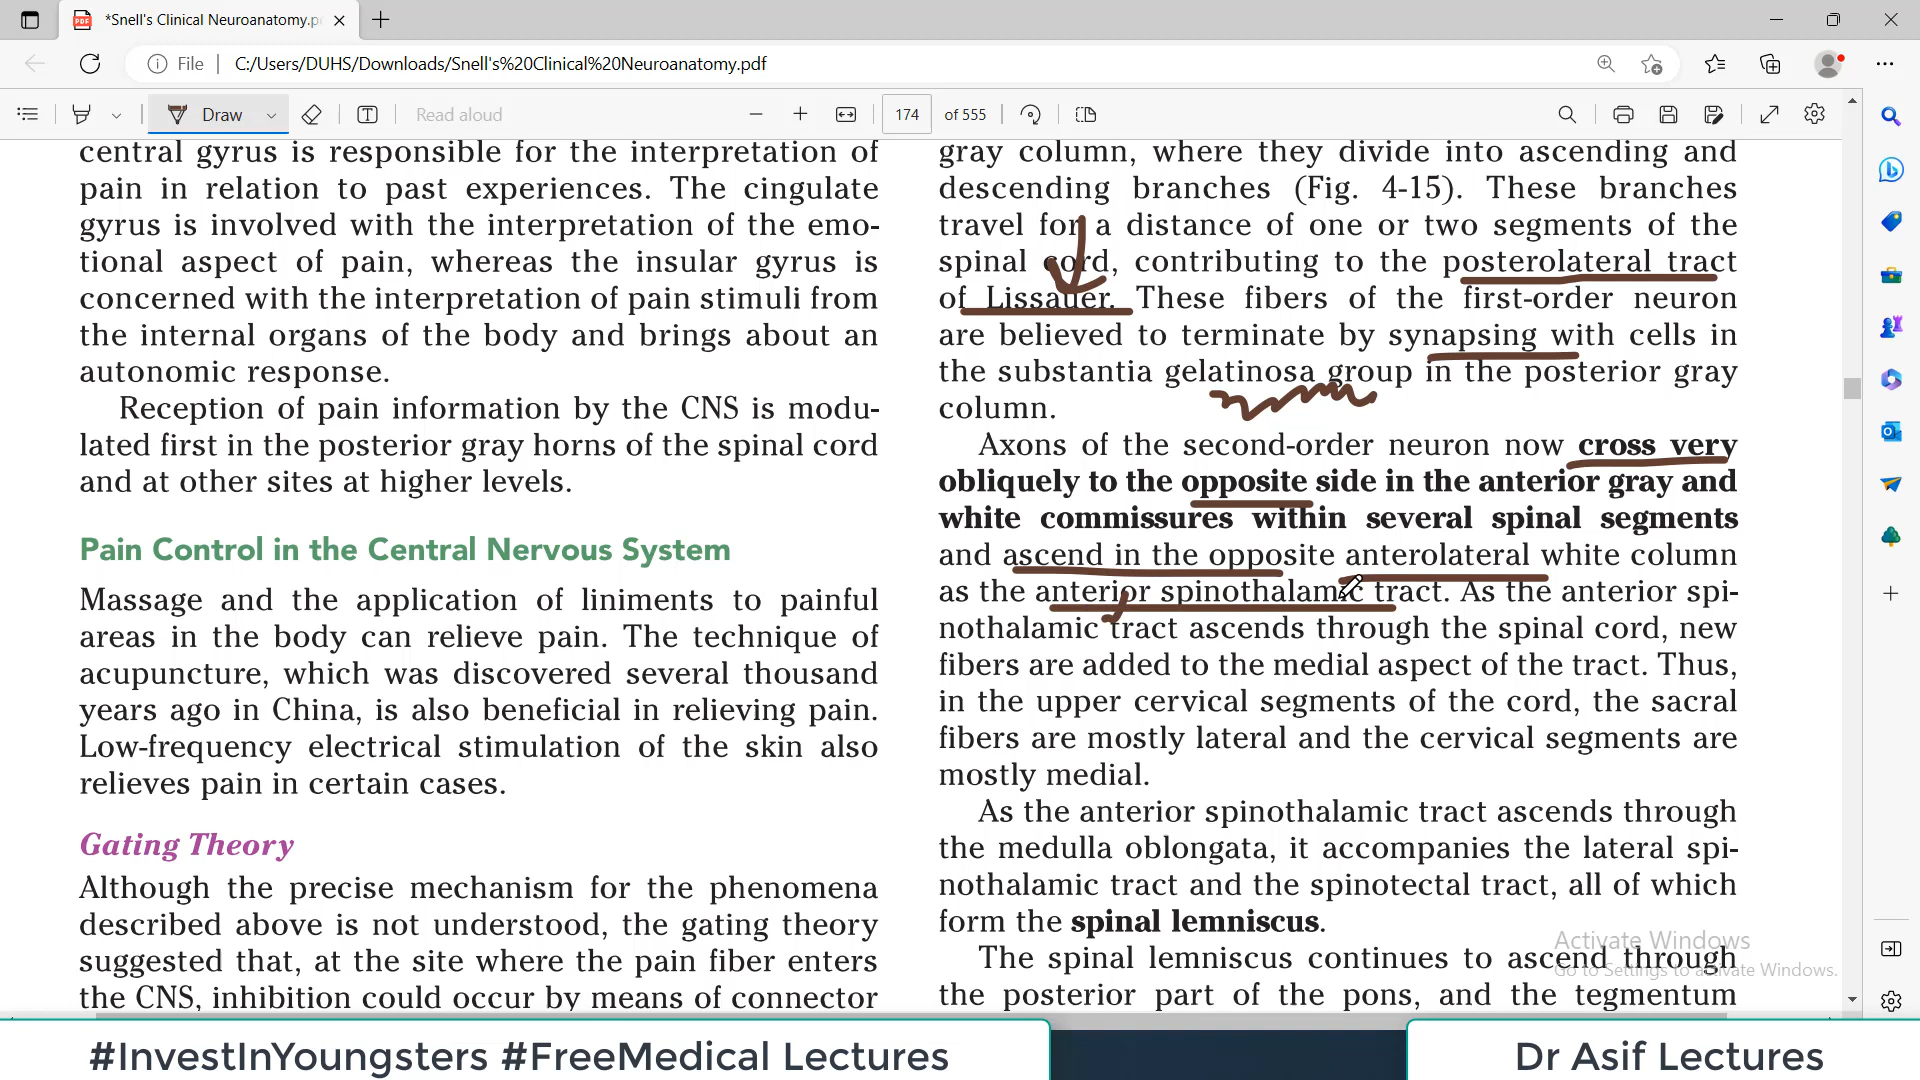 *Snell's Clinical Neuroanatomy.p
File
C:/Users/DUHS/Downloads/Snell's%20Clinical%20Neuroanatomy.pdf
Draw
Read aloud
174 of 555
central gyrus is responsible for the interpretation of
pain in relation to past experiences. The cingulate
gyrus is involved with the interpretation of the emo-
tional aspect of pain, whereas the insular gyrus is
concerned with the interpretation of pain stimuli from
the internal organs of the body and brings about an
autonomic response.
Reception of pain information by the CNS is modu-
lated first in the posterior gray horns of the spinal cord
and at other sites at higher levels.
Pain Control in the Central Nervous System
Massage and the application of liniments to painful
areas in the body can relieve pain. The technique of
acupuncture, which was discovered several thousand
years ago in China, is also beneficial in relieving pain.
Low-frequency electrical stimulation of the skin also
relieves pain in certain cases.
Gating Theory
Although the precise mechanism for the phenomena
described above is not understood, the gating theory
suggested that, at the site where the pain fiber enters
the CNS, inhibition could occur by means of connector
gray column, where they divide into ascending and
descending branches (Fig. 4-15). These branches
travel for a distance of one or two segments of the
spinal cord, contributing to the posterolateral tract
of Lissauer. These fibers of the first-order neuron
are believed to terminate by synapsing with cells in
the substantia gelatinosa group in the posterior gray
column.
Axons of the second-order neuron now cross very
obliquely to the opposite side in the anterior gray and
white commissures within several spinal segments
and ascend in the opposite anterolateral white column
as the anterior spinothalamic tract. As the anterior spi-
nothalamic tract ascends through the spinal cord, new
fibers are added to the medial aspect of the tract. Thus,
in the upper cervical segments of the cord, the sacral
fibers are mostly lateral and the cervical segments are
mostly medial.
As the anterior spinothalamic tract ascends through
the medulla oblongata, it accompanies the lateral spi-
nothalamic tract and the spinotectal tract, all of which
form the spinal lemniscus.
The spinal lemniscus continues to ascend through
the posterior part of the pons, and the tegmentum
Activate Windows
Go to Settings to activate Windows.
#InvestInYoungsters #FreeMedical Lectures
Dr Asif Lectures